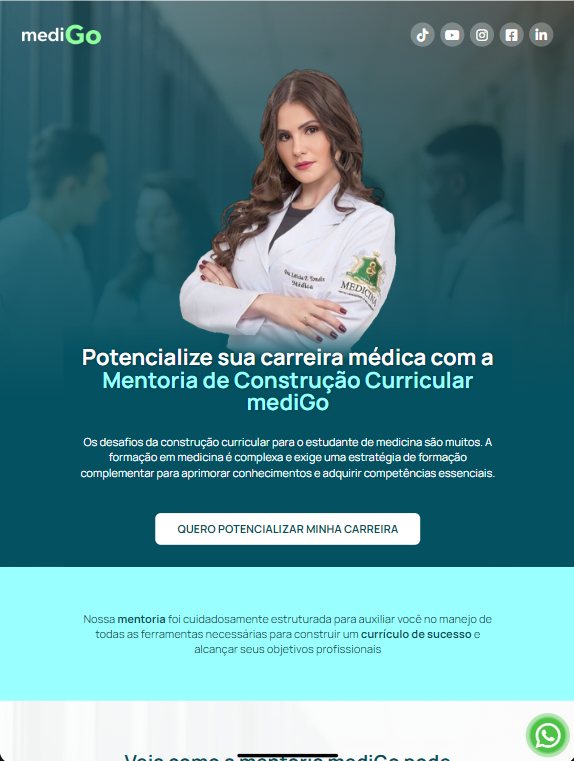 mediGo
Médica
MEDICINA
Potencialize sua carreira médica com a
Mentoria de Construção Curricular
mediGo
Os desafios da construção curricular para o estudante de medicina são muitos. A
formação em medicina é complexa e exige uma estratégia de formação
complementar para aprimorar conhecimentos e adquirir competências essenciais.
QUERO POTENCIALIZAR MINHA CARREIRA
Nossa mentoria foi cuidadosamente estruturada para auxiliar você no manejo de
todas as ferramentas necessárias para construir um currículo de sucesso e
alcançar seus objetivos profissionais
Veja como a mentoria mediGo pode